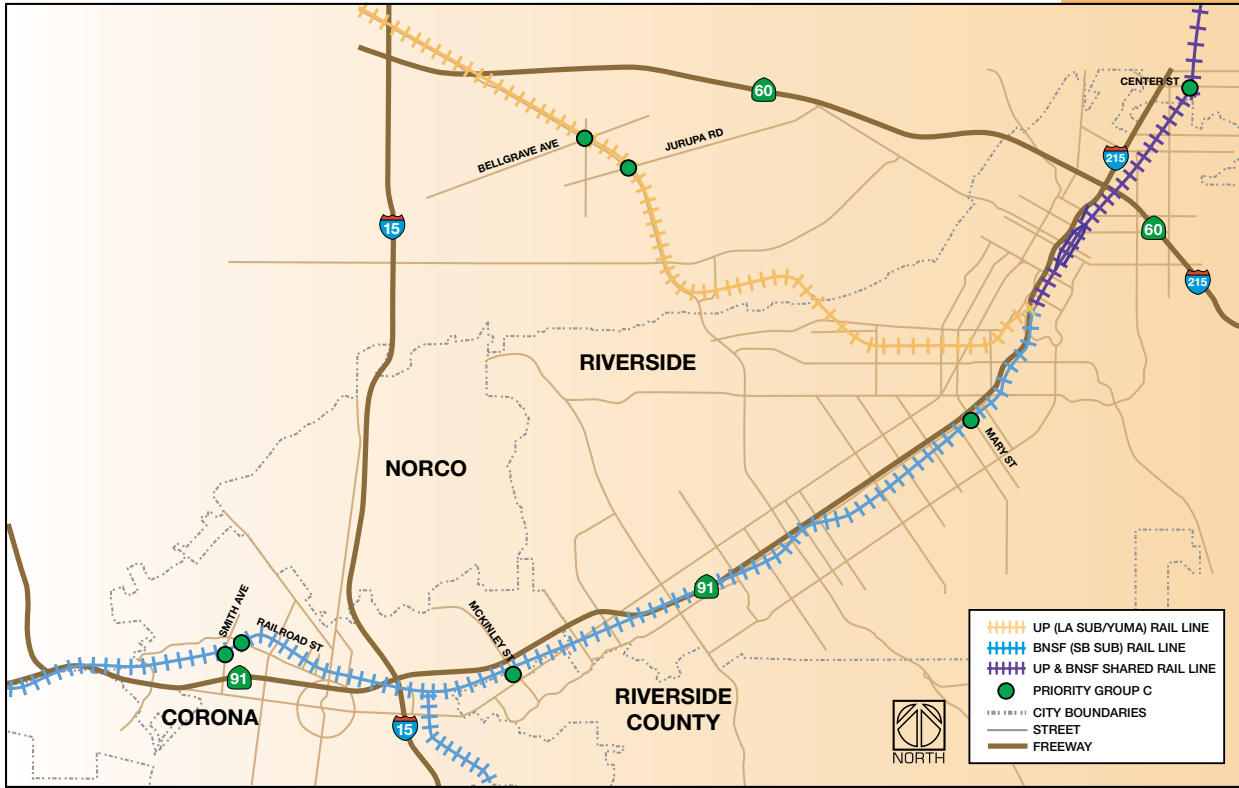 CENTER ST
60
BELLGRAVE AVE
JURUPA RD
215
15
60
215
RIVERSIDE
MARY ST
NORCO
91
SMITH AVE
RAILROAD ST
MCKINLEY ST
91
CORONA
15
RIVERSIDE
COUNTY
NORTH
UP (LA SUB/YUMA) RAIL LINE
BNSF (SB SUB) RAIL LINE
UP & BNSF SHARED RAIL LINE
PRIORITY GROUP C
CITY BOUNDARIES
STREET
FREEWAY